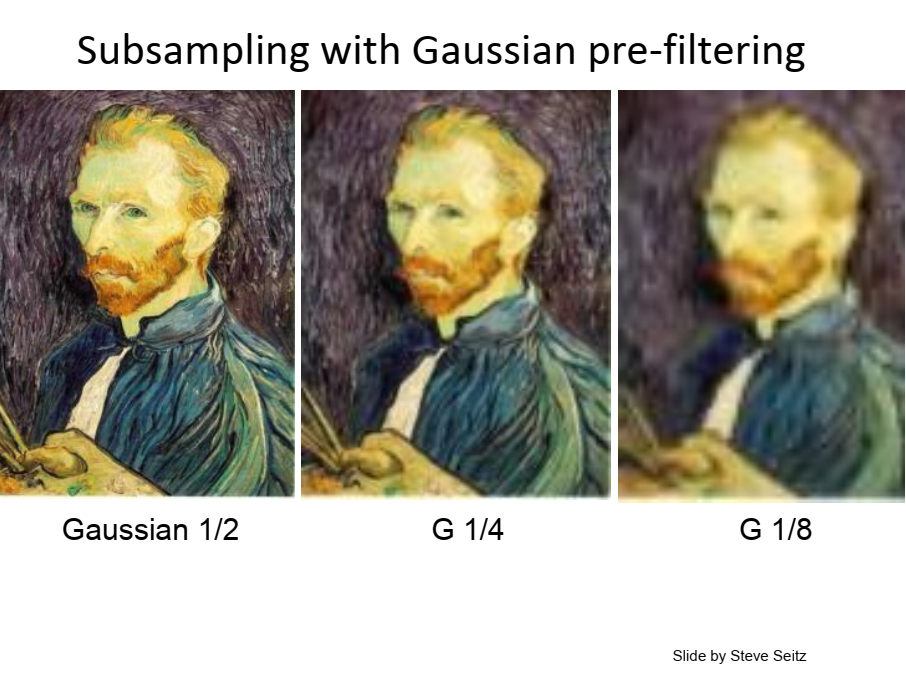 Subsampling with Gaussian pre-filtering
Gaussian 1/2
G 1/4
G 1/8
Slide by Steve Seitz